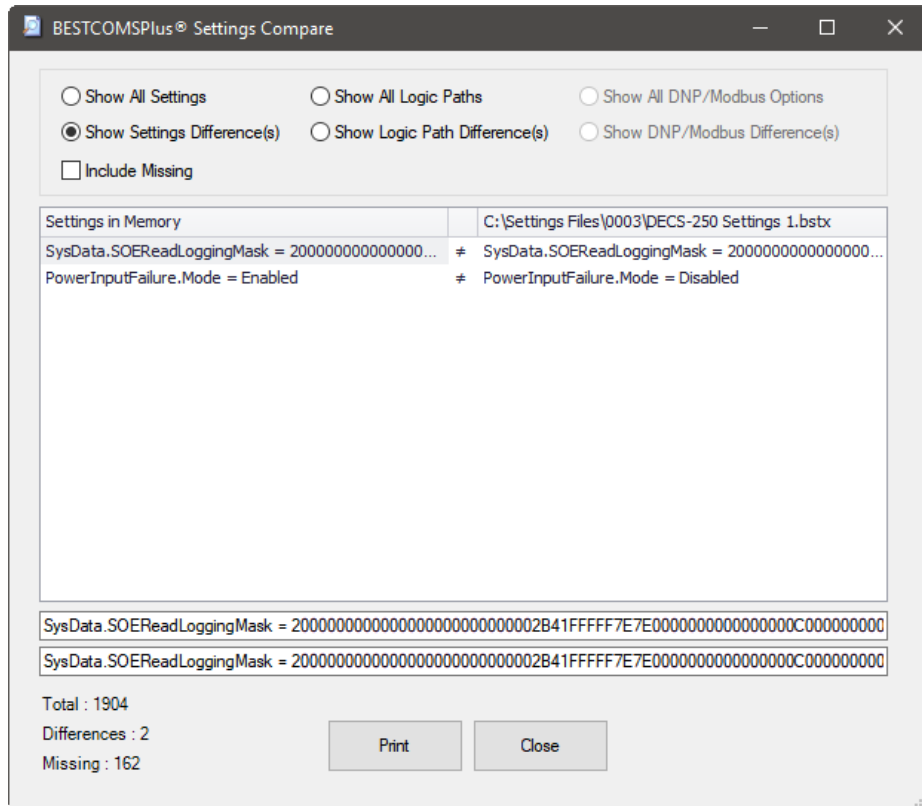 BESTCOMSPlus® Settings Compare
Show All Settings Show All Logic Paths Show All DNP/Modbus Options
Show Settings Difference(s) Show Logic Path Difference(s) Show DNP/Modbus Difference(s)
Include Missing
Settings in Memory C:\Settings Files\0003\DECS-250 Settings 1.bstx
SysData.SOEReadLoggingMask = 200000000000000... ≠ SysData.SOEReadLoggingMask = 2000000000000000...
PowerInputFailure.Mode = Enabled ≠ PowerInputFailure.Mode = Disabled
SysData.SOEReadLoggingMask = 2000000000000000000000000002B41FFFFF7E7E0000000000000000C000000000
SysData.SOEReadLoggingMask = 2000000000000000000000000002B41FFFFF7E7E0000000000000000C000000000
Total : 1904
Differences : 2
Missing : 162
Print Close